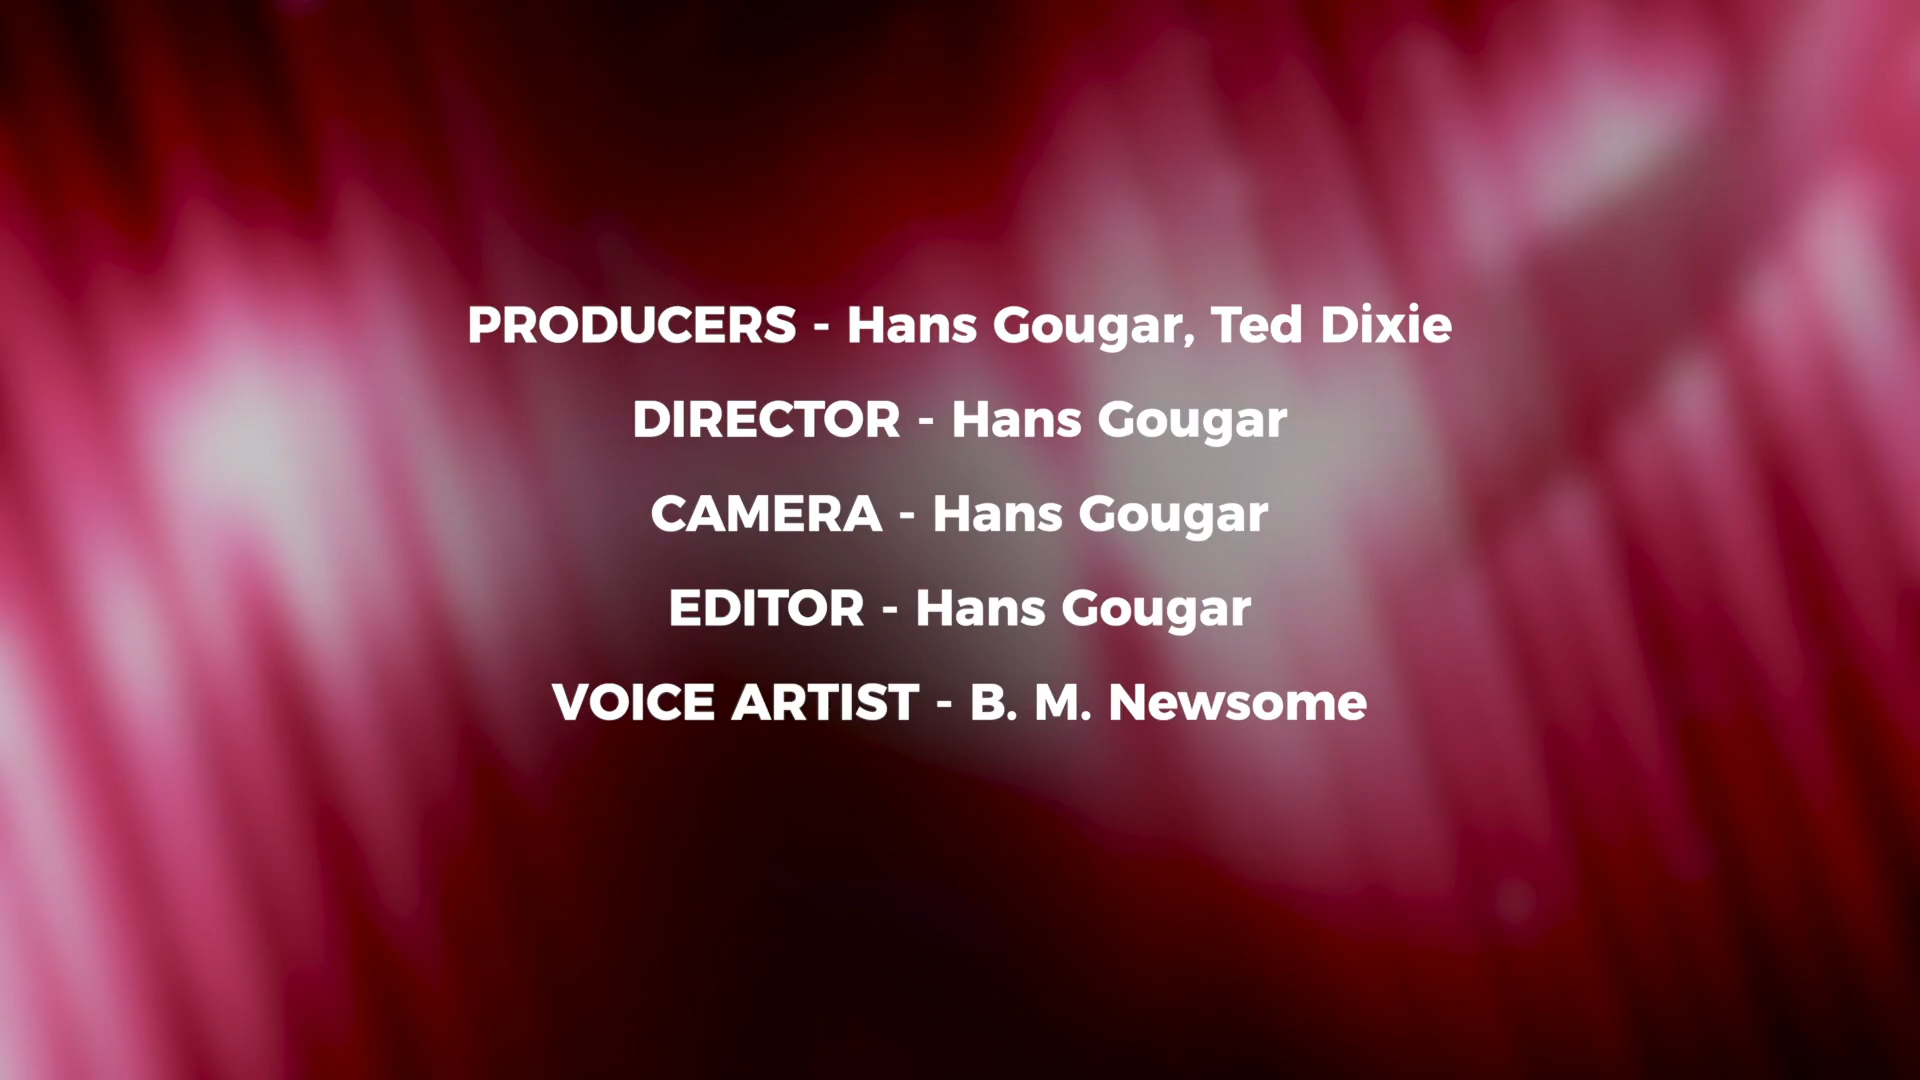 PRODUCERS - Hans Gougar, Ted Dixie
DIRECTOR - Hans Gougar
CAMERA - Hans Gougar
EDITOR - Hans Gougar
VOICE ARTIST - B. M. Newsome